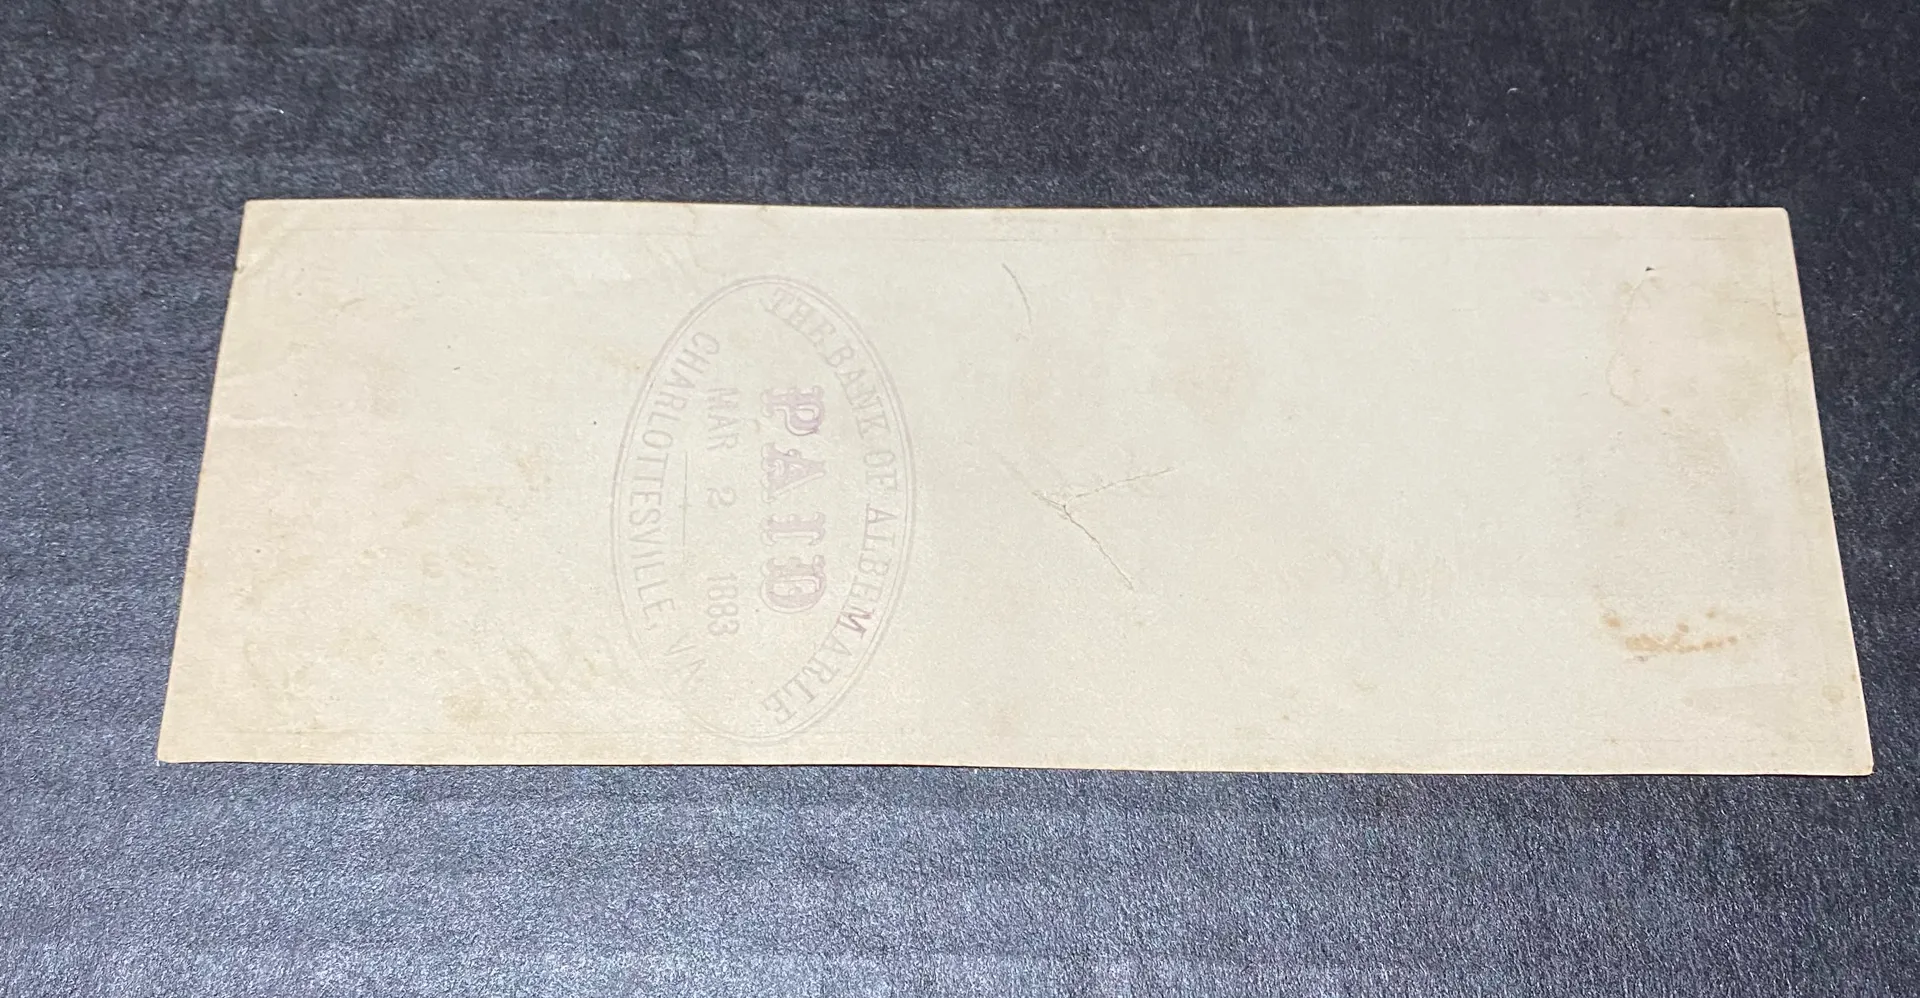 THE BANK OF ALBEMARLE
PAID
MAR 2 1883
CHARLOTTESVILLE, VA.